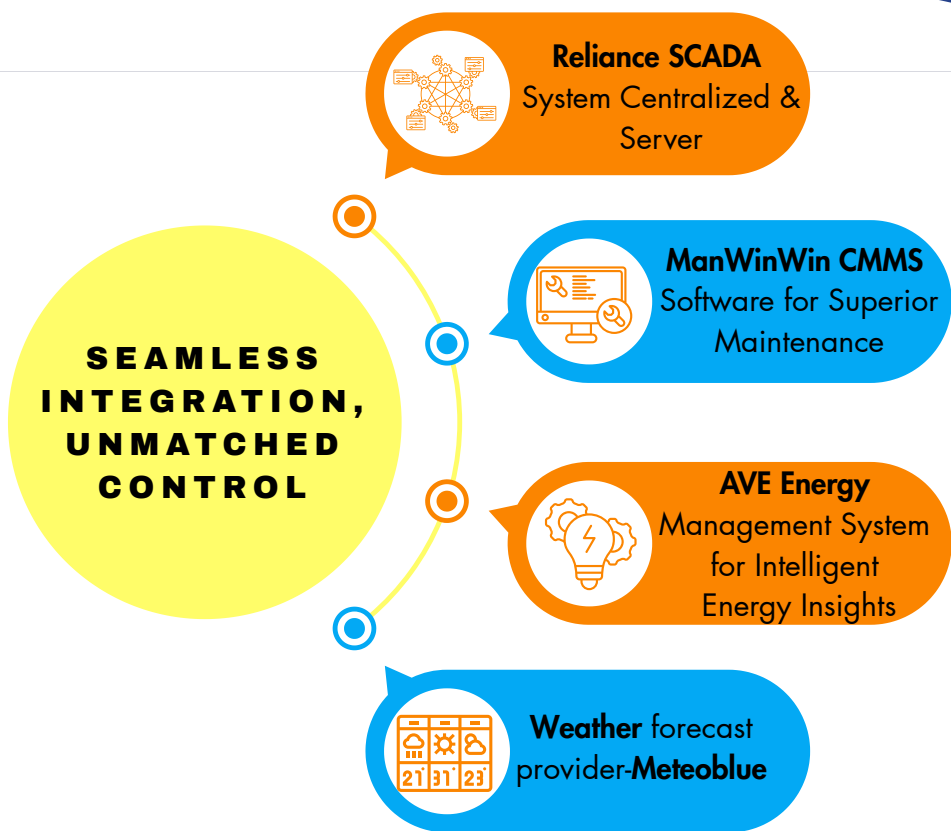 Reliance SCADA
System Centralized &
Server
SEAMLESS
INTEGRATION,
UNMATCHED
CONTROL
ManWinWin CMMS
Software for Superior
Maintenance
AVE Energy
Management System
for Intelligent
Energy Insights
Weather forecast
provider-Meteoblue
21° 31° 23°